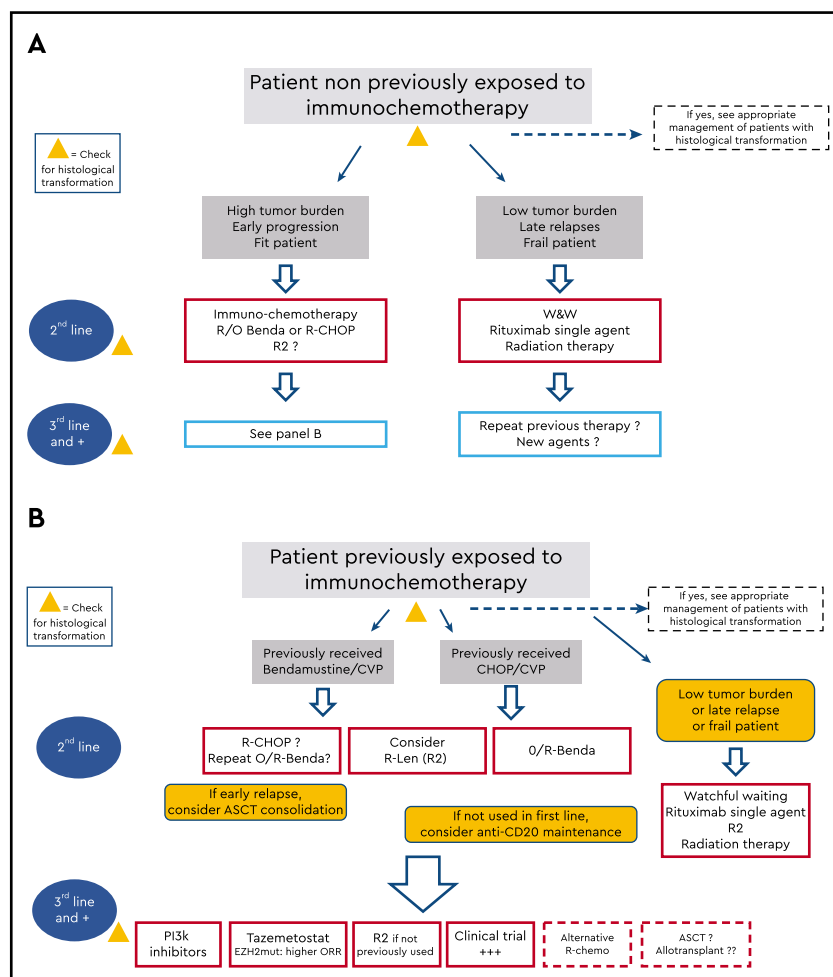 A
Patient non previously exposed to
immunochemotherapy
If yes, see appropriate
management of patients with
histological transformation
= Check
for histological
transformation
High tumor burden
Early progression
Fit patient
Low tumor burden
Late relapses
Frail patient
2nd line
Immuno-chemotherapy
R/O Benda or R-CHOP
R2 ?
W&W
Rituximab single agent
Radiation therapy
3rd line
and +
See panel B
Repeat previous therapy ?
New agents ?
B
Patient previously exposed to
immunochemotherapy
If yes, see appropriate
management of patients with
histological transformation
= Check
for histological
transformation
Previously received
Bendamustine/CVP
Previously received
CHOP/CVP
Low tumor burden
or late relapse
or frail patient
2nd line
R-CHOP ?
Repeat O/R-Benda?
Consider
R-Len (R2)
0/R-Benda
If early relapse,
consider ASCT consolidation
If not used in first line,
consider anti-CD20 maintenance
Watchful waiting
Rituximab single agent
R2
Radiation therapy
3rd line
and +
PI3k
inhibitors
Tazemetostat
EZH2mut: higher ORR
R2 if not
previously used
Clinical trial
+++
Alternative
R-chemo
ASCT ?
Allotransplant ??